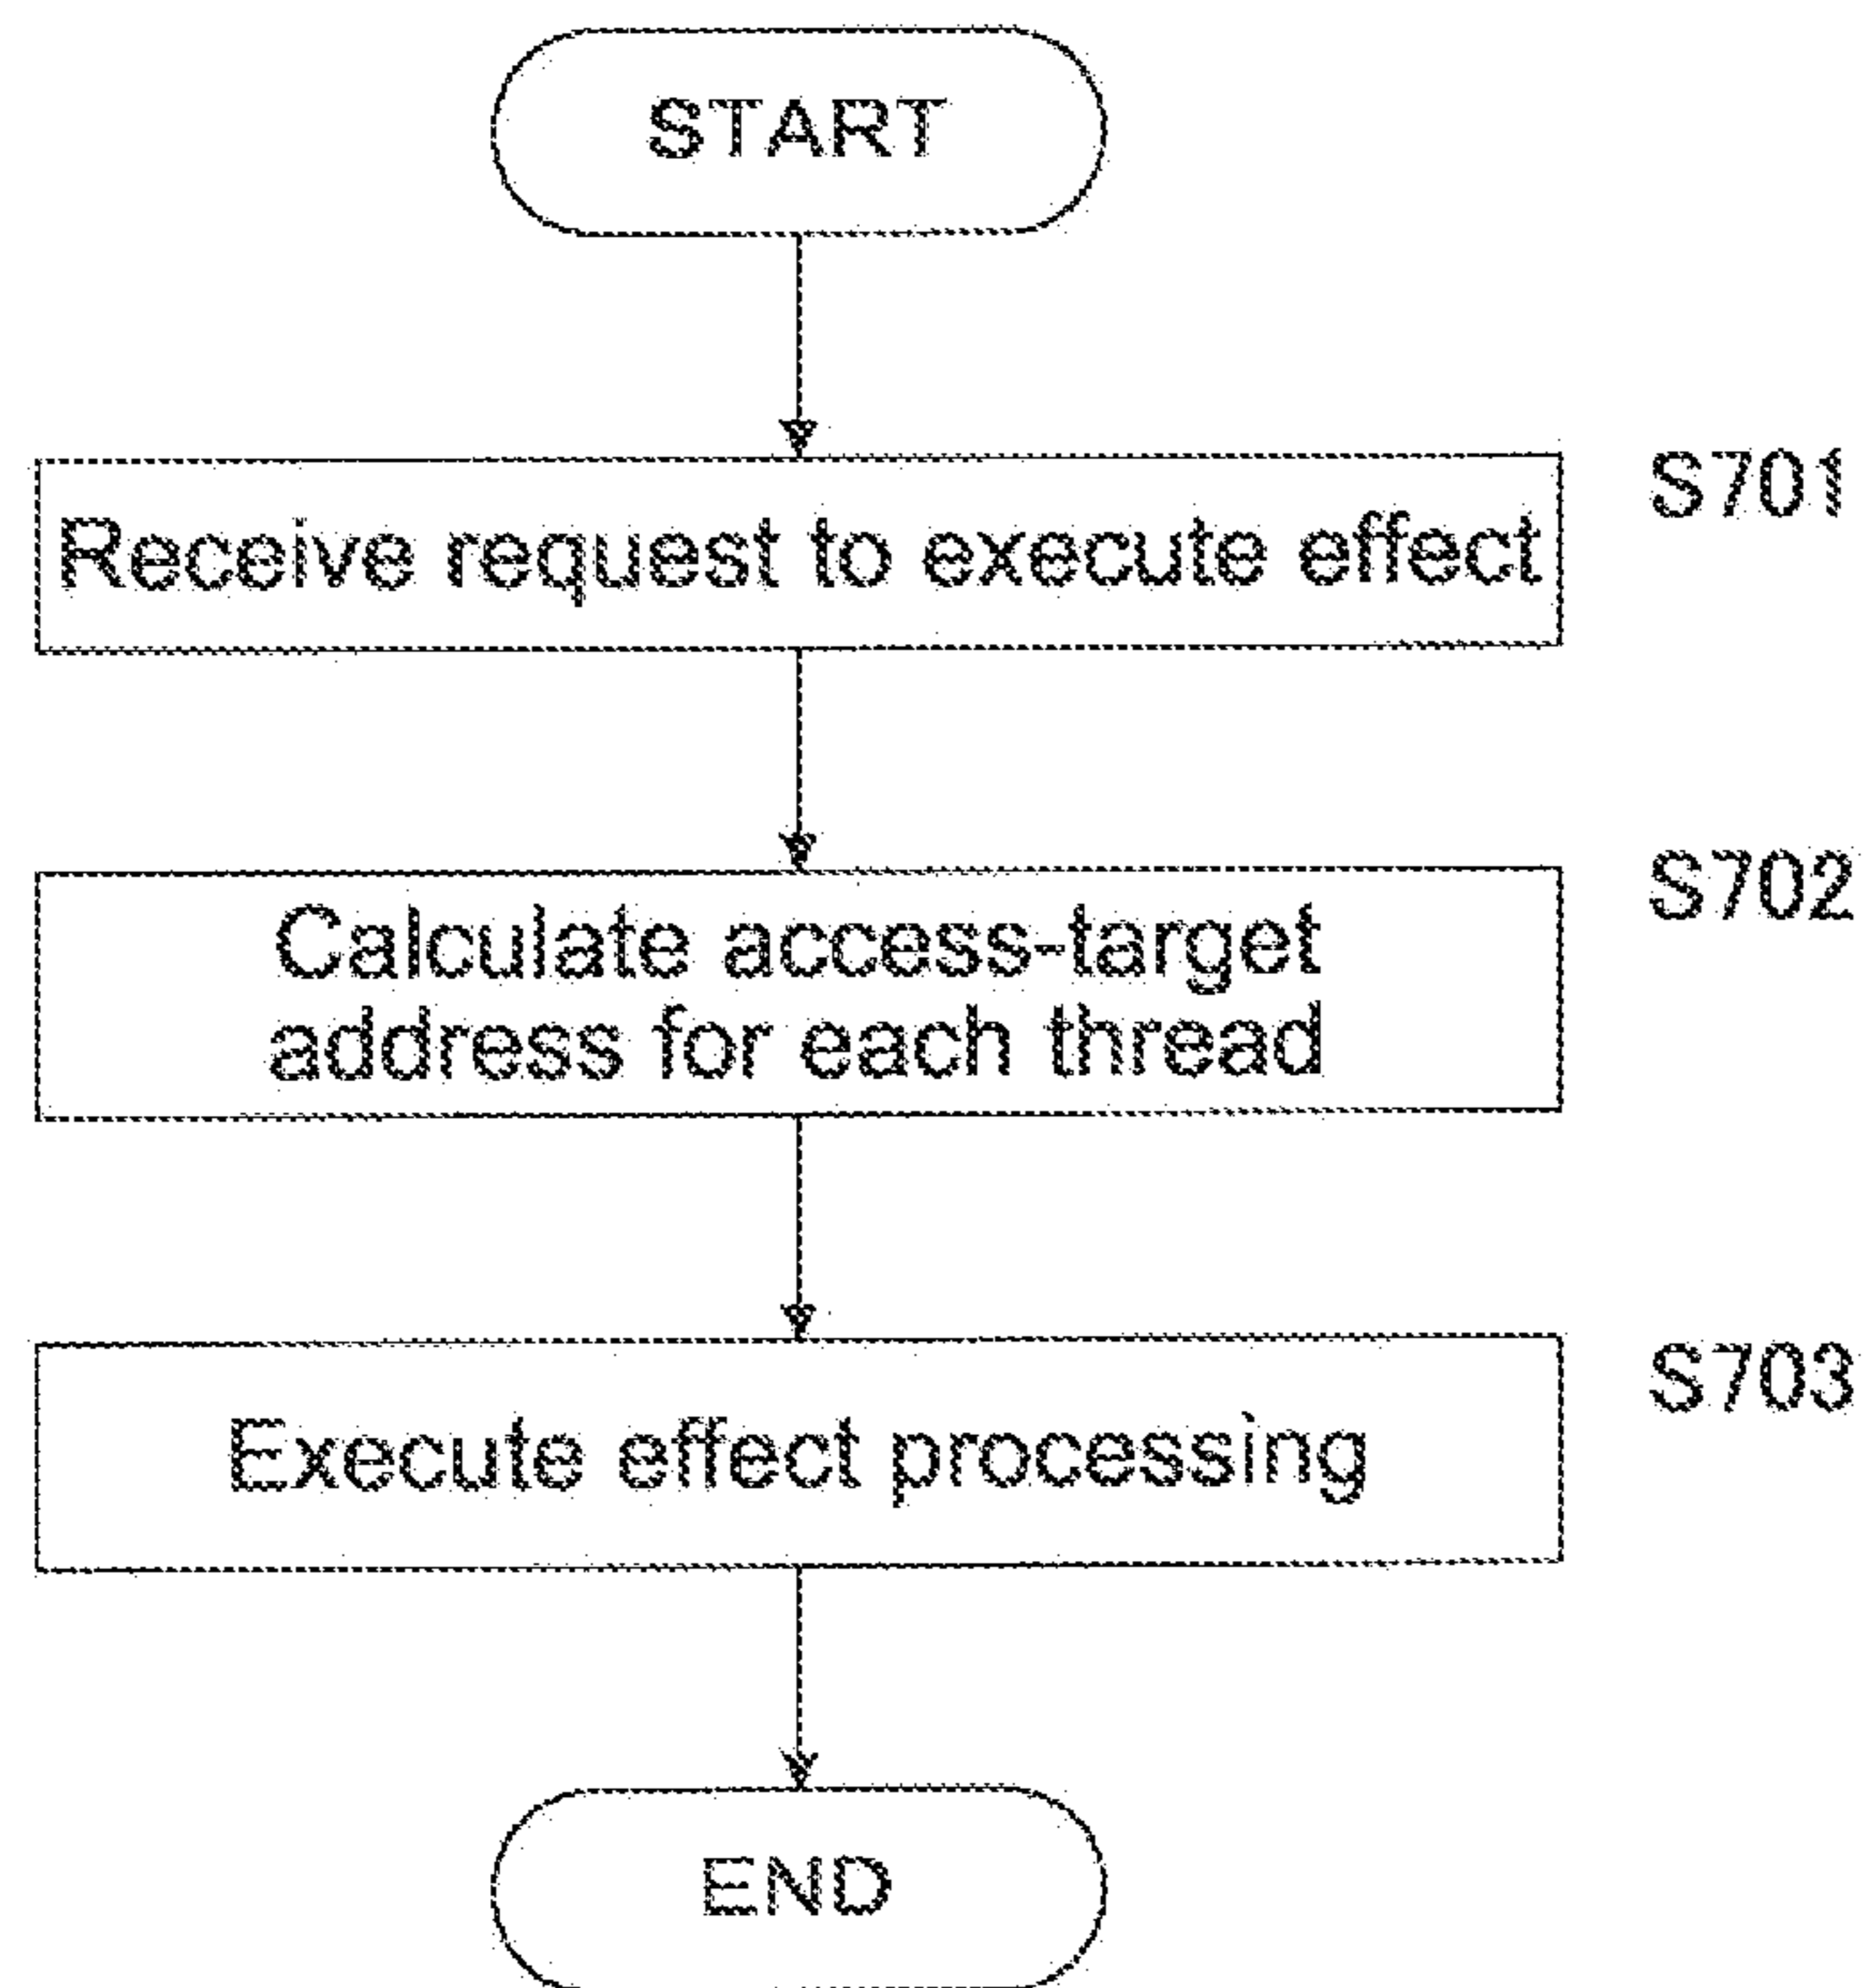 START
S701
Receive request to execute effect
S702
Calculate access-target
address for each thread
S703
Execute effect processing
END